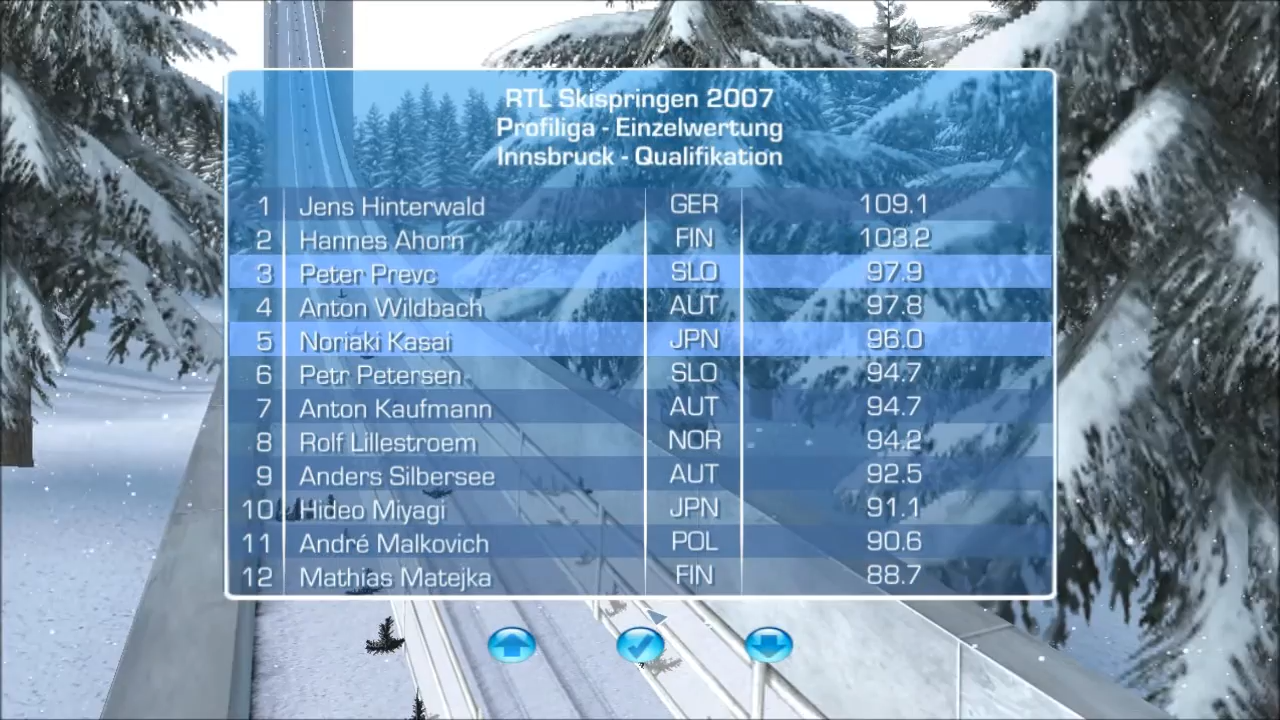 RTL Skispringen 2007
Profiliga - Einzelwertung
Innsbruck - Qualifikation
1 Jens Hinterwald GER 109.1
2 Hannes Ahorn FIN 103.2
3 Peter Prevc SLO 97.9
4 Anton Wildbach AUT 97.8
5 Noriaki Kasai JPN 96.0
6 Petr Petersen SLO 94.7
7 Anton Kaufmann AUT 94.7
8 Rolf Lillestroem NOR 94.2
9 Anders Silbersee AUT 92.5
10 Hideo Miyagi JPN 91.1
11 André Malkovich POL 90.6
12 Mathias Matejka FIN 88.7